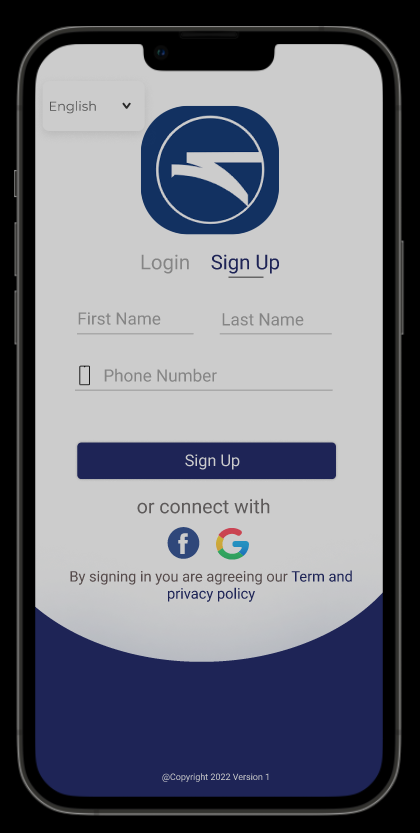 English
Login Sign Up
First Name Last Name
Phone Number
Sign Up
or connect with
By signing in you are agreeing our Term and
privacy policy
@Copyright 2022 Version 1